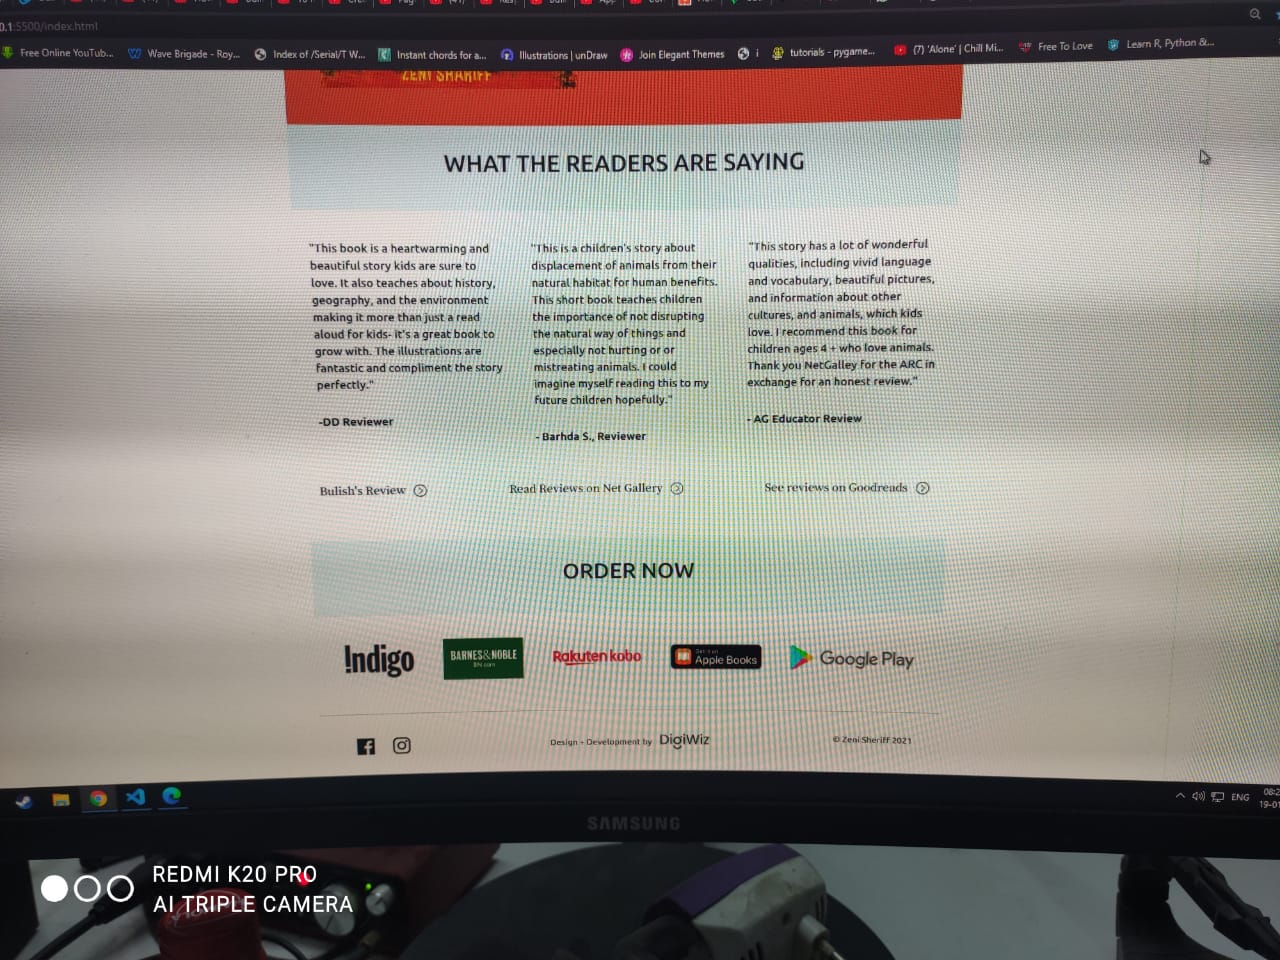 0.1:5500/index.html
Free Online YouTub...
Wave Brigade - Roy...
Index of /Serial/T W...
Instant chords for a...
Illustrations | unDraw
Join Elegant Themes
i
tutorials - pygame...
(7) 'Alone' | Chill Mi...
Free To Love
Learn R, Python &...
ZENI SHARIFF
WHAT THE READERS ARE SAYING
"This book is a heartwarming and
beautiful story kids are sure to
love. It also teaches about history,
geography, and the environment
making it more than just a read
aloud for kids- it's a great book to
grow with. The illustrations are
fantastic and compliment the story
perfectly."
-DD Reviewer
"This is a children's story about
displacement of animals from their
natural habitat for human benefits.
This short book teaches children
the importance of not disrupting
the natural way of things and
especially not hurting or or
mistreating animals. I could
imagine myself reading this to my
future children hopefully."
- Barhda S., Reviewer
"This story has a lot of wonderful
qualities, including vivid language
and vocabulary, beautiful pictures,
and information about other
cultures, and animals, which kids
love. I recommend this book for
children ages 4 + who love animals.
Thank you NetGalley for the ARC in
exchange for an honest review."
- AG Educator Review
Bulish's Review
Read Reviews on Net Gallery
See reviews on Goodreads
ORDER NOW
!ndigo
BARNES&NOBLE
BN.com
Rakuten kobo
Get it on
Apple Books
Google Play
Design + Development by DigiWiz
© Zeni Sheriff 2021
ENG
08:2
19-01
SAMSUNG
REDMI K20 PRO
AI TRIPLE CAMERA